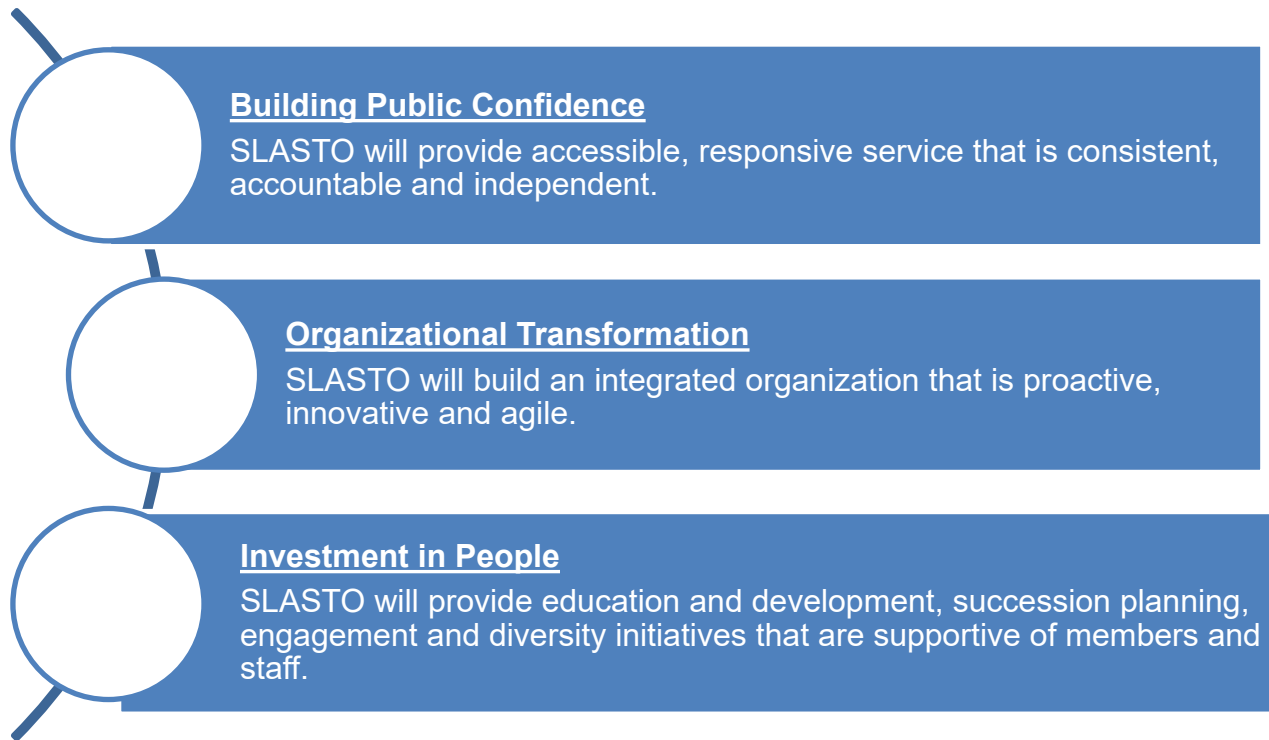 Building Public Confidence
SLASTO will provide accessible, responsive service that is consistent,
accountable and independent.
Organizational Transformation
SLASTO will build an integrated organization that is proactive,
innovative and agile.
Investment in People
SLASTO will provide education and development, succession planning,
engagement and diversity initiatives that are supportive of members and
staff.